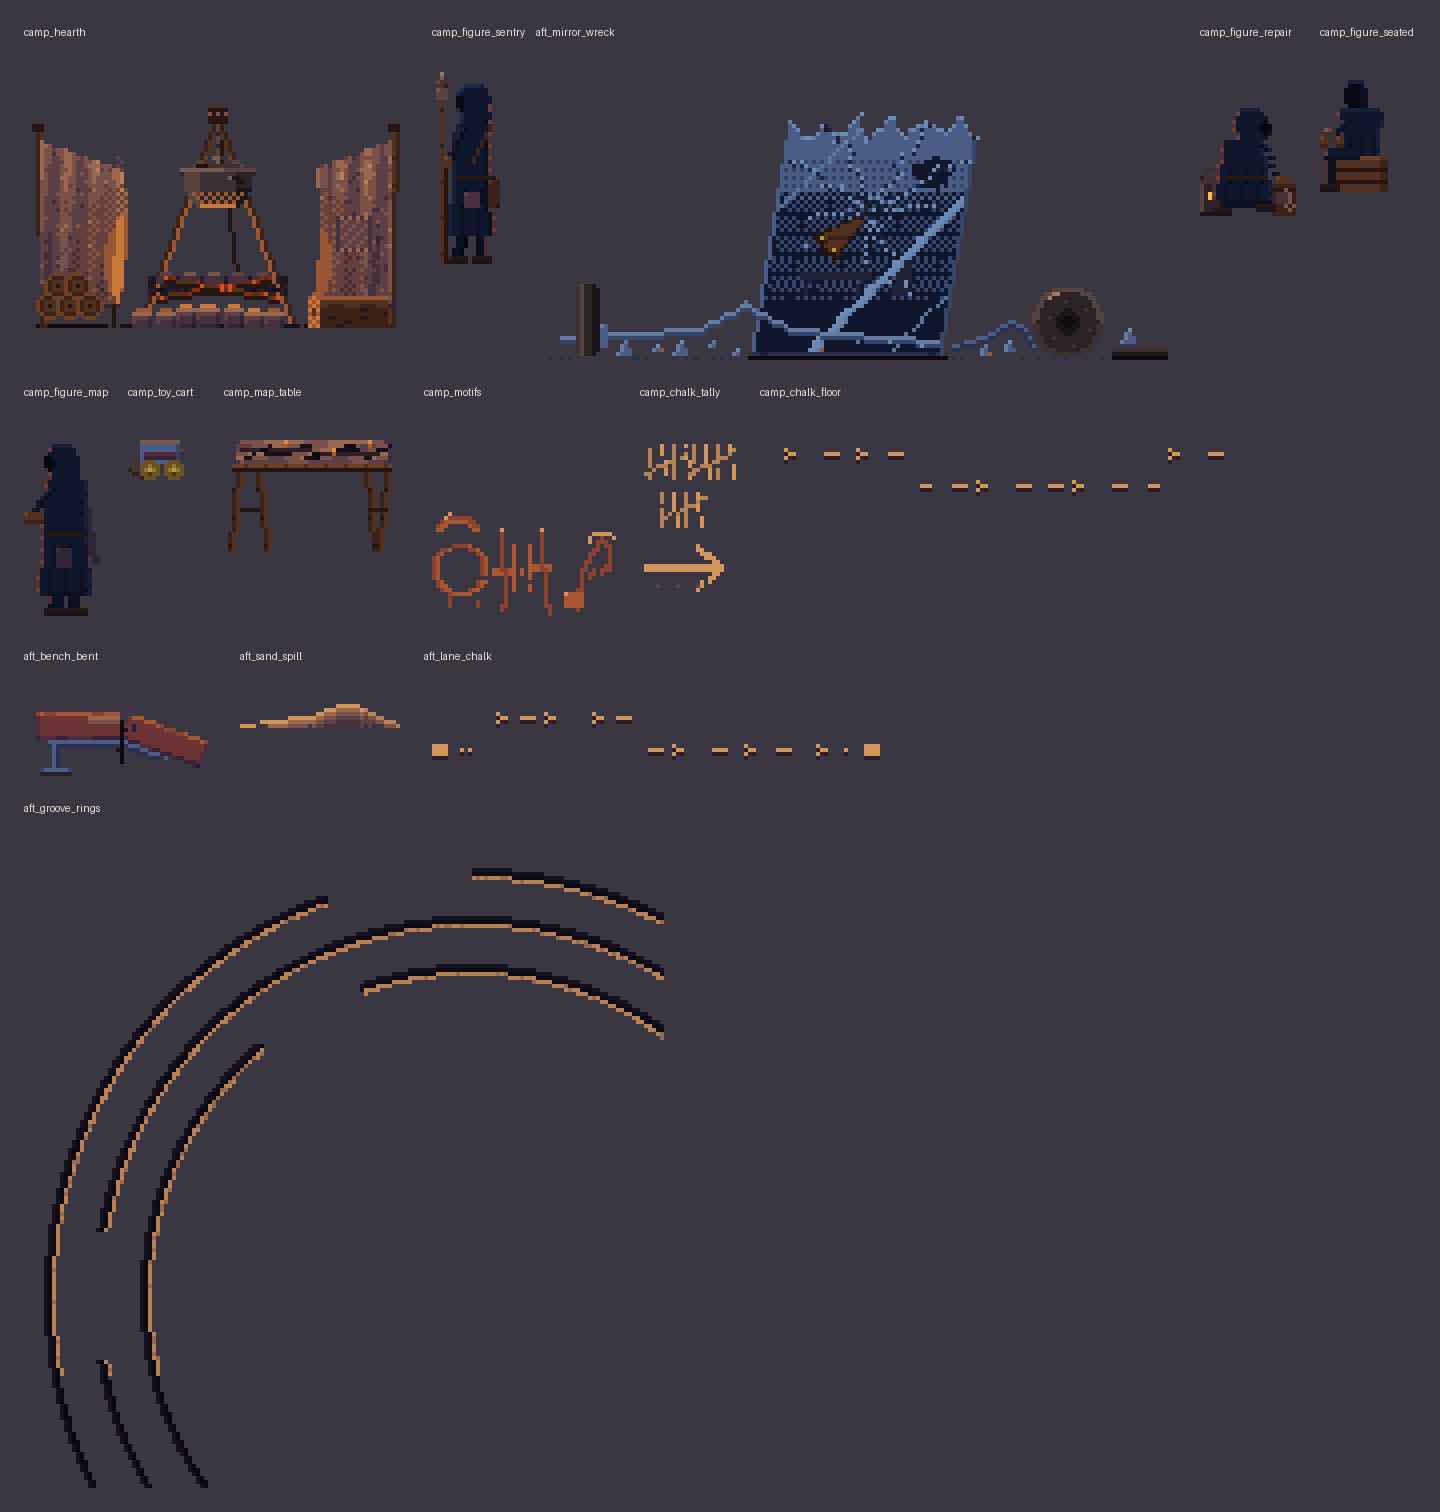 camp_hearth
camp_figure_sentry
aft_mirror_wreck
camp_figure_repair
camp_figure_seated
camp_figure_map
camp_toy_cart
camp_map_table
camp_motifs
camp_chalk_tally
camp_chalk_floor
aft_bench_bent
aft_sand_spill
aft_lane_chalk
aft_groove_rings